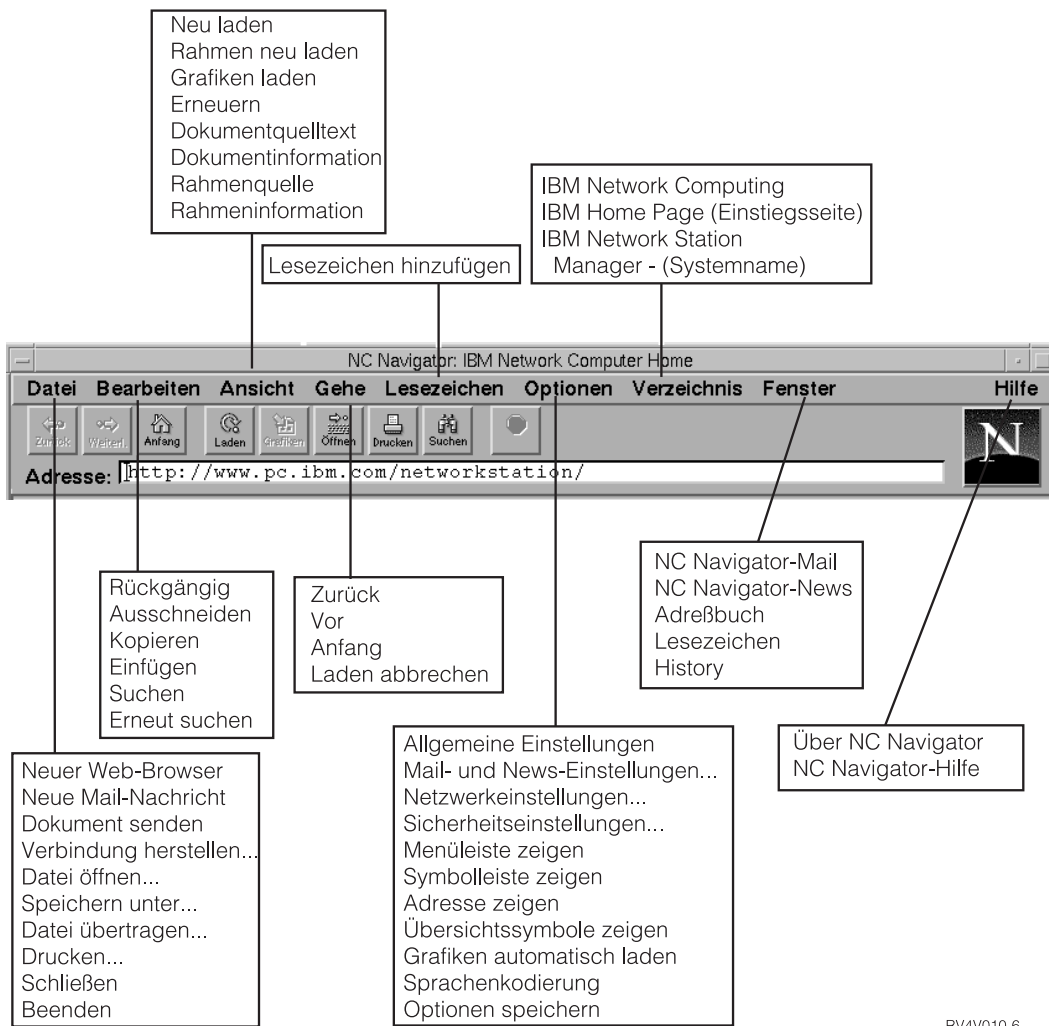 Neu laden
Rahmen neu laden
Grafiken laden
Erneuern
Dokumentquelltext
Dokumentinformation
Rahmenquelle
Rahmeninformation
Lesezeichen hinzufügen
IBM Network Computing
IBM Home Page (Einstiegsseite)
IBM Network Station
Manager - (Systemname)
NC Navigator: IBM Network Computer Home
Datei Bearbeiten Ansicht Gehe Lesezeichen Optionen Verzeichnis Fenster Hilfe
Zurück Weiterl. Anfang Laden Grafiken Öffnen Drucken Suchen
N
Adresse: http://www.pc.ibm.com/networkstation/
Rückgängig
Ausschneiden
Kopieren
Einfügen
Suchen
Erneut suchen
Zurück
Vor
Anfang
Laden abbrechen
NC Navigator-Mail
NC Navigator-News
Adreßbuch
Lesezeichen
History
Neuer Web-Browser
Neue Mail-Nachricht
Dokument senden
Verbindung herstellen...
Datei öffnen...
Speichern unter...
Datei übertragen...
Drucken...
Schließen
Beenden
Allgemeine Einstellungen
Mail- und News-Einstellungen...
Netzwerkeinstellungen...
Sicherheitseinstellungen...
Menüleiste zeigen
Symbolleiste zeigen
Adresse zeigen
Übersichtssymbole zeigen
Grafiken automatisch laden
Sprachenkodierung
Optionen speichern
Über NC Navigator
NC Navigator-Hilfe